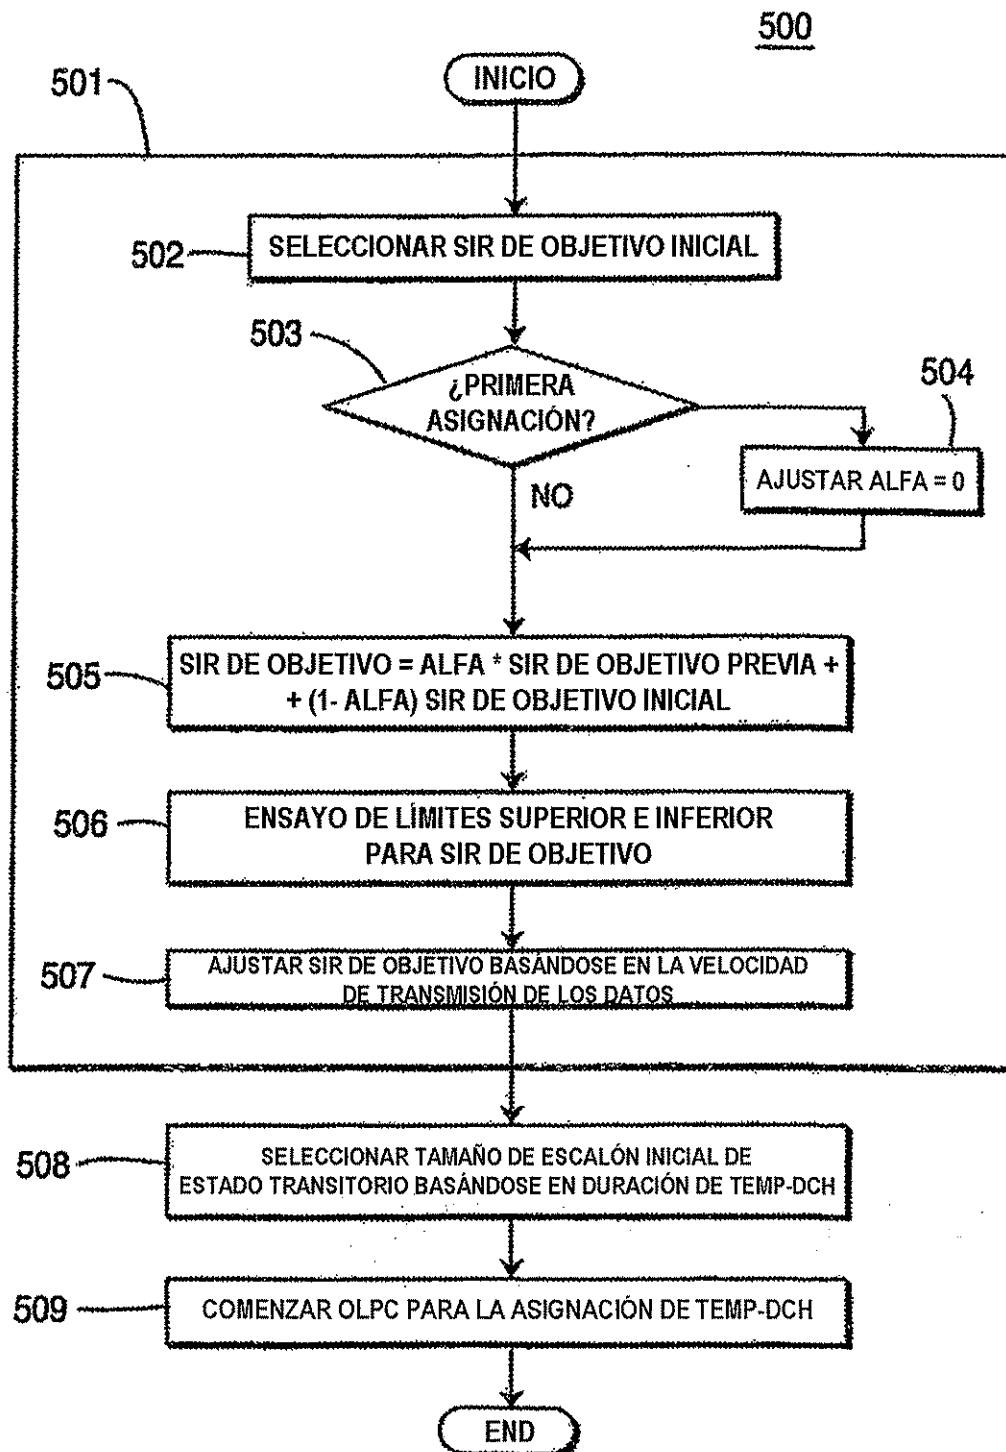 500
501
INICIO
502
SELECCIONAR SIR DE OBJETIVO INICIAL
503
¿PRIMERA
ASIGNACIÓN?
504
AJUSTAR ALFA = 0
NO
505
SIR DE OBJETIVO = ALFA * SIR DE OBJETIVO PREVIA +
+ (1- ALFA) SIR DE OBJETIVO INICIAL
506
ENSAYO DE LÍMITES SUPERIOR E INFERIOR
PARA SIR DE OBJETIVO
507
AJUSTAR SIR DE OBJETIVO BASÁNDOSE EN LA VELOCIDAD
DE TRANSMISIÓN DE LOS DATOS
508
SELECCIONAR TAMAÑO DE ESCALÓN INICIAL DE
ESTADO TRANSITORIO BASÁNDOSE EN DURACIÓN DE TEMP-DCH
509
COMENZAR OLPC PARA LA ASIGNACIÓN DE TEMP-DCH
END